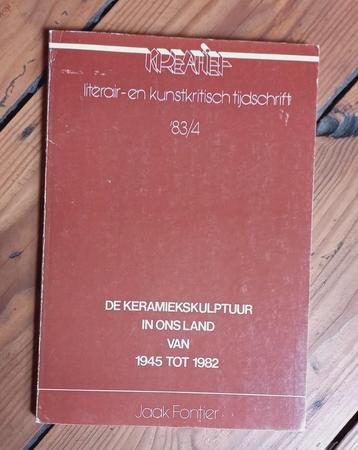 KREATIEF
literair-en kunstkritisch tijdschrift
'83/4
DE KERAMIEKSKULPTUUR
IN ONS LAND
VAN
1945 TOT 1982
Jaak Fontier